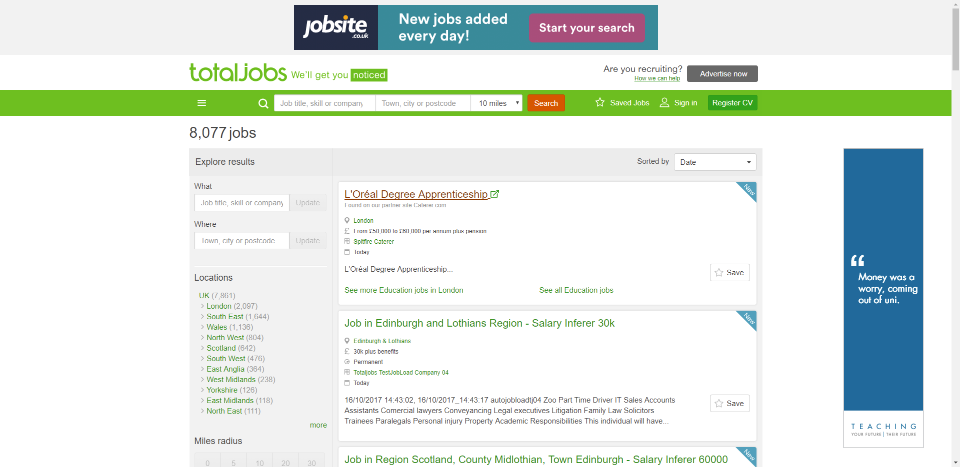 jobsite
.CO.UK
New jobs added
every day!
Start your search
totaljobs We'll get you noticed
Are you recruiting?
How we can help
Advertise now
Job title, skill or company
Town, city or postcode
10 miles
Search
Saved Jobs
Sign in
Register CV
8,077 jobs
Explore results
What
Job title, skill or company
Update
Where
Town, city or postcode
Update
Locations
UK (7,861)
London (2,097)
South East (1,644)
Wales (1,136)
North West (804)
Scotland (642)
South West (476)
East Anglia (364)
West Midlands (238)
Yorkshire (126)
East Midlands (118)
North East (111)
more
Miles radius
0 5 10 20 30
Sorted by
Date
New
L'Oréal Degree Apprenticeship
Found on our partner site Caterer.com
London
From £50,000 to £60,000 per annum plus pension
Spitfire Caterer
Today
L'Oréal Degree Apprenticeship...
Save
See more Education jobs in London
See all Education jobs
New
Job in Edinburgh and Lothians Region - Salary Inferer 30k
Edinburgh & Lothians
30k plus benefits
Permanent
Totaljobs TestJobLoad Company 04
Today
16/10/2017 14:43.02, 16/10/2017_14:43.17 autojobloadtj04 Zoo Part Time Driver IT Sales Accounts
Assistants Comercial lawyers Conveyancing Legal executives Litigation Family Law Solicitors
Trainees Paralegals Personal injury Property Academic Responsibilities This individual will have...
Save
New
Job in Region Scotland, County Midlothian, Town Edinburgh - Salary Inferer 60000
“
Money was a
worry, coming
out of uni.
TEACHING
YOUR FUTURE | THEIR FUTURE